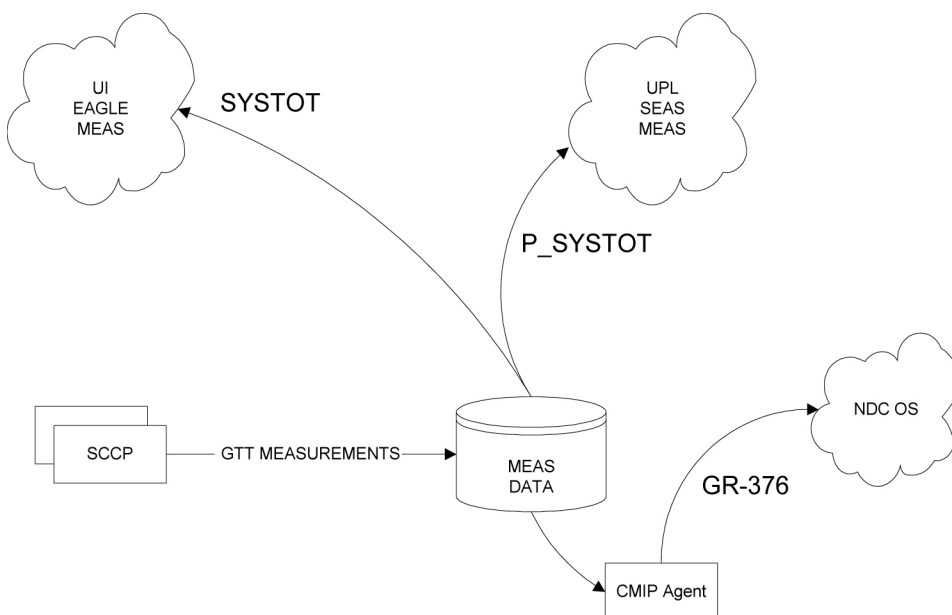 UI
EAGLE
MEAS
SYSTOT
UPL
SEAS
MEAS
P_SYSTOT
NDC OS
SCCP
GTT MEASUREMENTS
MEAS
DATA
GR-376
CMIP Agent